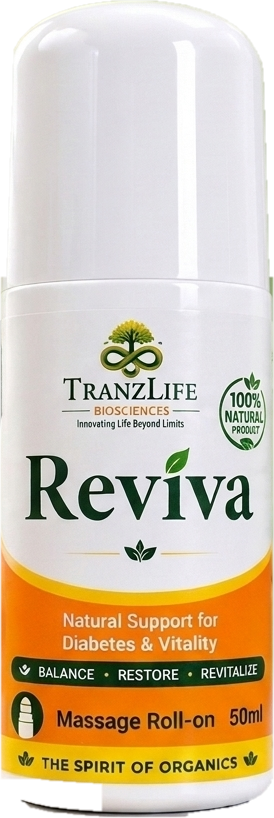 TRANZLIFE
BIOSCIENCES
Innovating Life Beyond Limits
100%
NATURAL
PRODUCT
Reviva
Natural Support for
Diabetes & Vitality
BALANCE • RESTORE • REVITALIZE
Massage Roll-on 50ml
THE SPIRIT OF ORGANICS